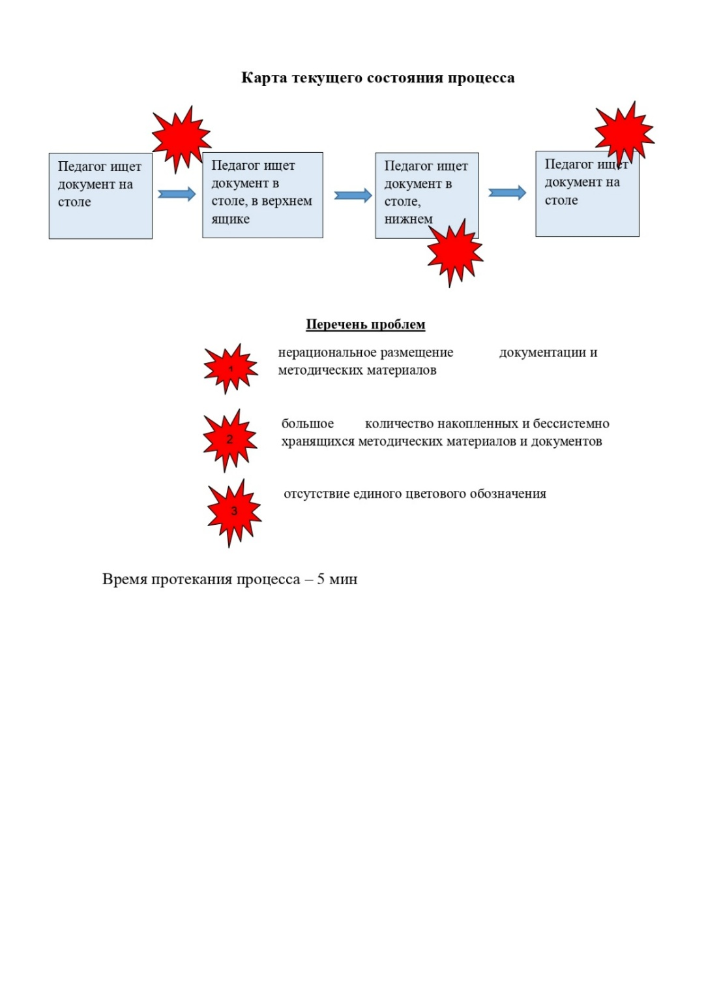 Карта текущего состояния процесса
Педагог ищет
документ на
столе
Педагог ищет
документ в
столе, в верхнем
ящике
Педагог ищет
документ в
столе,
нижнем
Педагог ищет
документ на
столе
Перечень проблем
1
нерациональное размещение документации и
методических материалов
2
большое количество накопленных и бессистемно
хранящихся методических материалов и документов
3
отсутствие единого цветового обозначения
Время протекания процесса – 5 мин